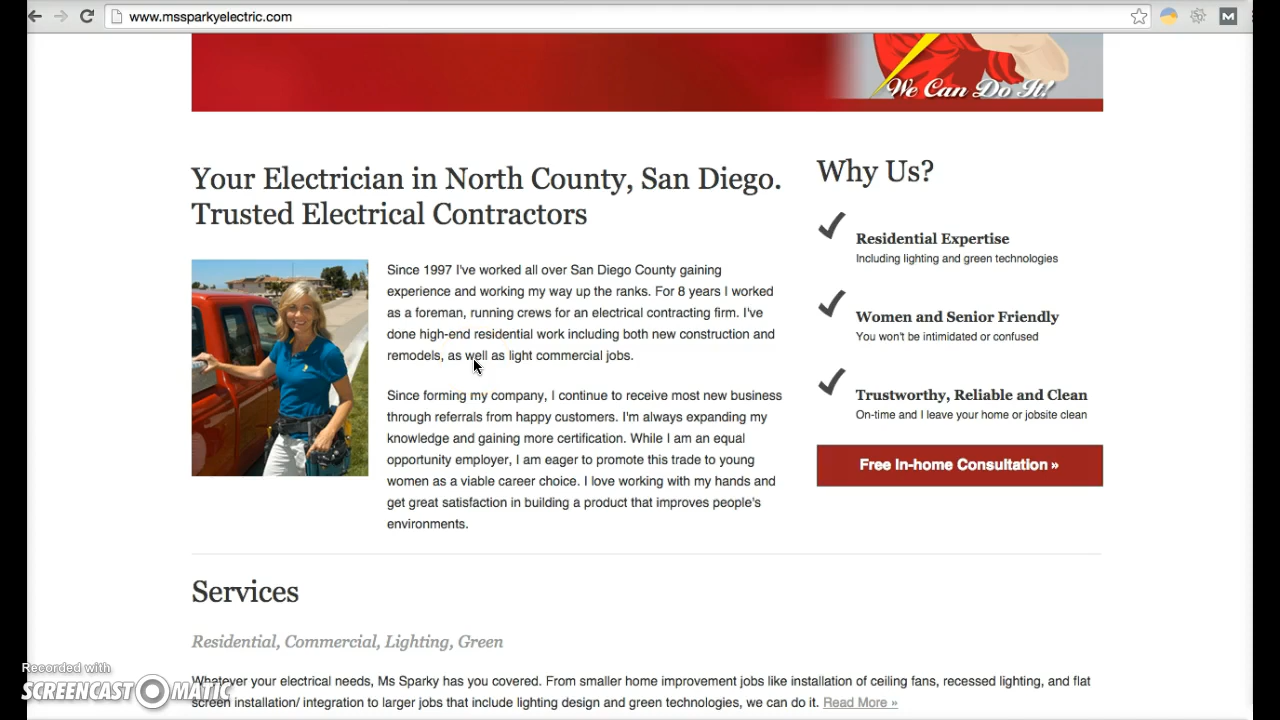 www.mssparkyelectric.com
We Can Do It!
Your Electrician in North County, San Diego.
Trusted Electrical Contractors
Since 1997 I've worked all over San Diego County gaining
experience and working my way up the ranks. For 8 years I worked
as a foreman, running crews for an electrical contracting firm. I've
done high-end residential work including both new construction and
remodels, as well as light commercial jobs.
Since forming my company, I continue to receive most new business
through referrals from happy customers. I'm always expanding my
knowledge and gaining more certification. While I am an equal
opportunity employer, I am eager to promote this trade to young
women as a viable career choice. I love working with my hands and
get great satisfaction in building a product that improves people's
environments.
Why Us?
Residential Expertise
Including lighting and green technologies
Women and Senior Friendly
You won't be intimidated or confused
Trustworthy, Reliable and Clean
On-time and I leave your home or jobsite clean
Free In-home Consultation »
Services
Residential, Commercial, Lighting, Green
Whatever your electrical needs, Ms Sparky has you covered. From smaller home improvement jobs like installation of ceiling fans, recessed lighting, and flat
screen installation/ integration to larger jobs that include lighting design and green technologies, we can do it. Read More »
Recorded with
SCREENCAST O MATIC